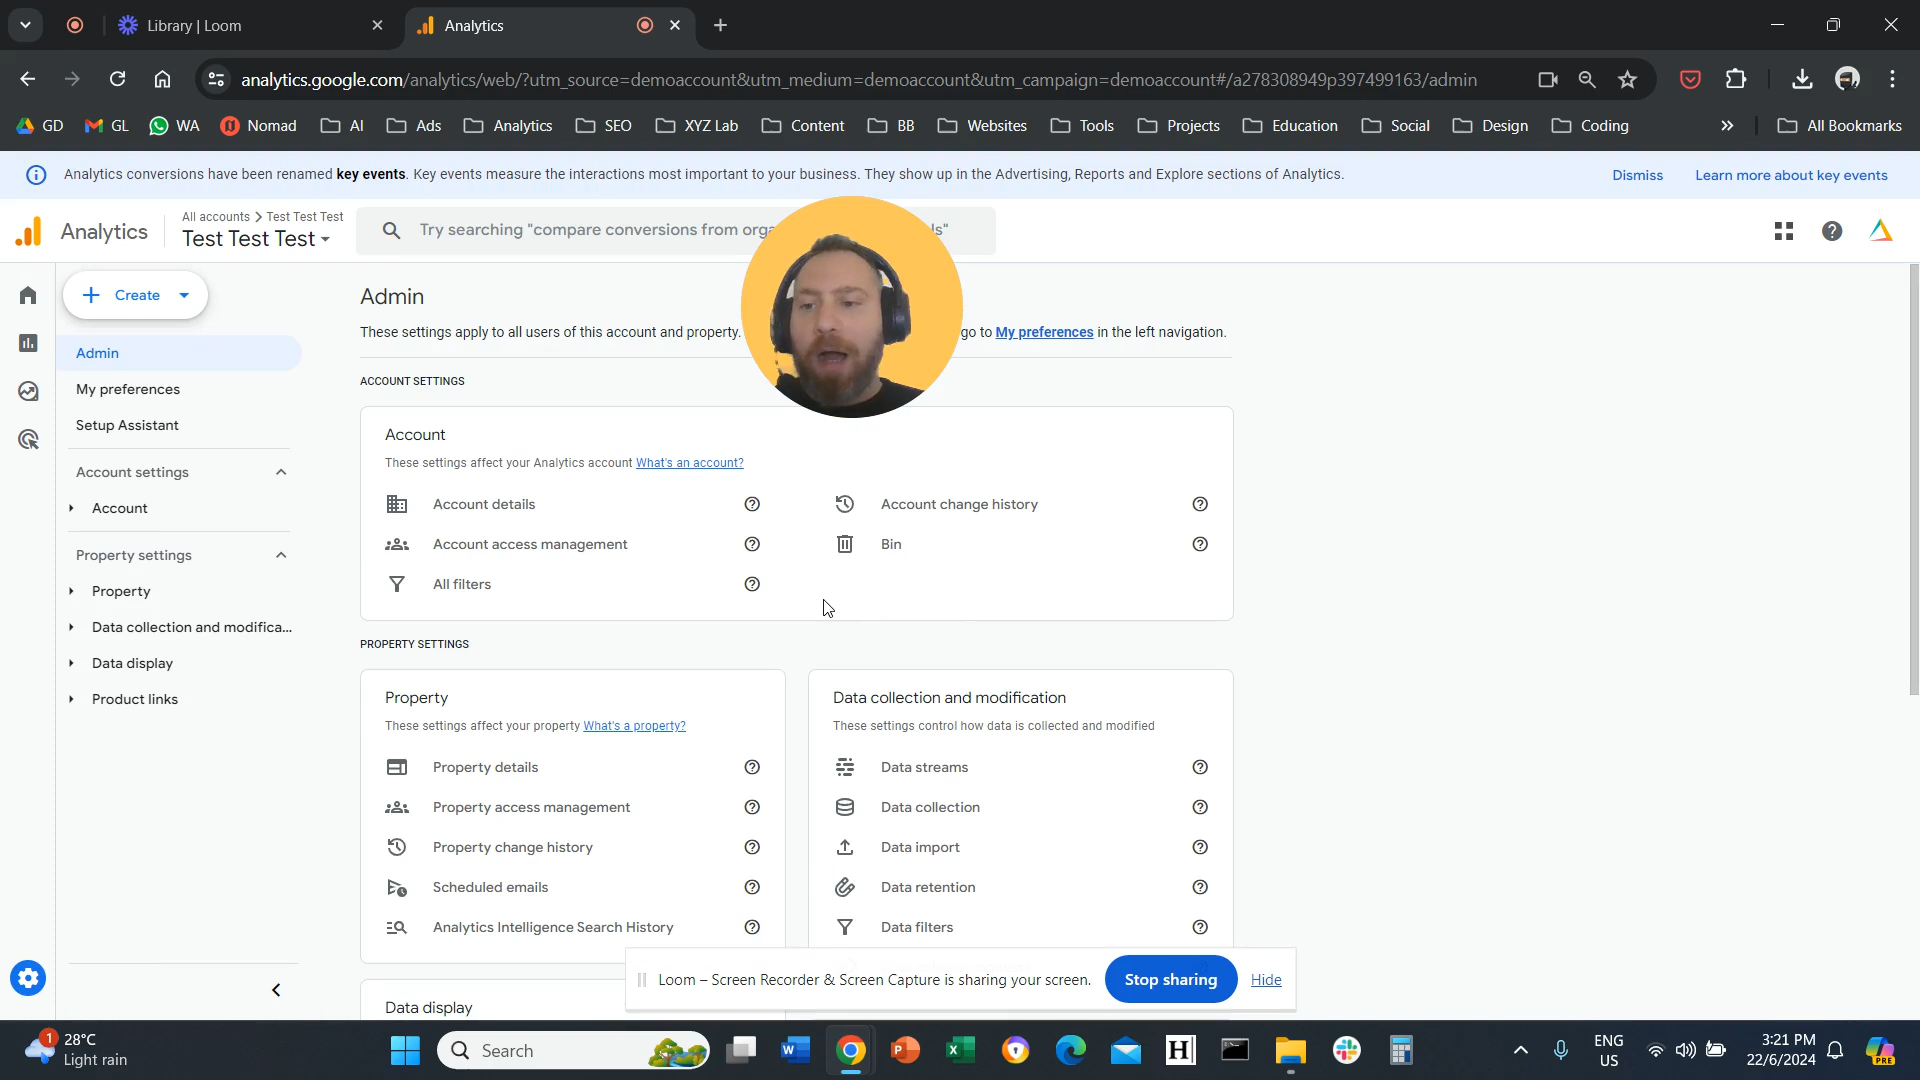 Library | Loom
Analytics
analytics.google.com/analytics/web/?utm_source=demoaccount&utm_medium=demoaccount&utm_campaign=demoaccount#/a278308949p397499163/admin
GD GL WA Nomad AI Ads Analytics SEO XYZ Lab Content BB Websites Tools Projects Education Social Design Coding » All Bookmarks
Analytics conversions have been renamed key events. Key events measure the interactions most important to your business. They show up in the Advertising, Reports and Explore sections of Analytics.
Dismiss Learn more about key events
Analytics
All accounts > Test Test Test
Test Test Test
Try searching "compare conversions from
Create
Admin
My preferences
Setup Assistant
Account settings
Account
Property settings
Property
Data collection and modifica...
Data display
Product links
Admin
These settings apply to all users of this account and property. go to My preferences in the left navigation.
ACCOUNT SETTINGS
Account
These settings affect your Analytics account What's an account?
Account details
Account change history
Account access management
Bin
All filters
PROPERTY SETTINGS
Property
These settings affect your property What's a property?
Property details
Property access management
Property change history
Scheduled emails
Analytics Intelligence Search History
Data collection and modification
These settings control how data is collected and modified
Data streams
Data collection
Data import
Data retention
Data filters
Data display
Loom – Screen Recorder & Screen Capture is sharing your screen.
Stop sharing
Hide
1
28°C
Light rain
Search
ENG
US
3:21 PM
22/6/2024
PRE